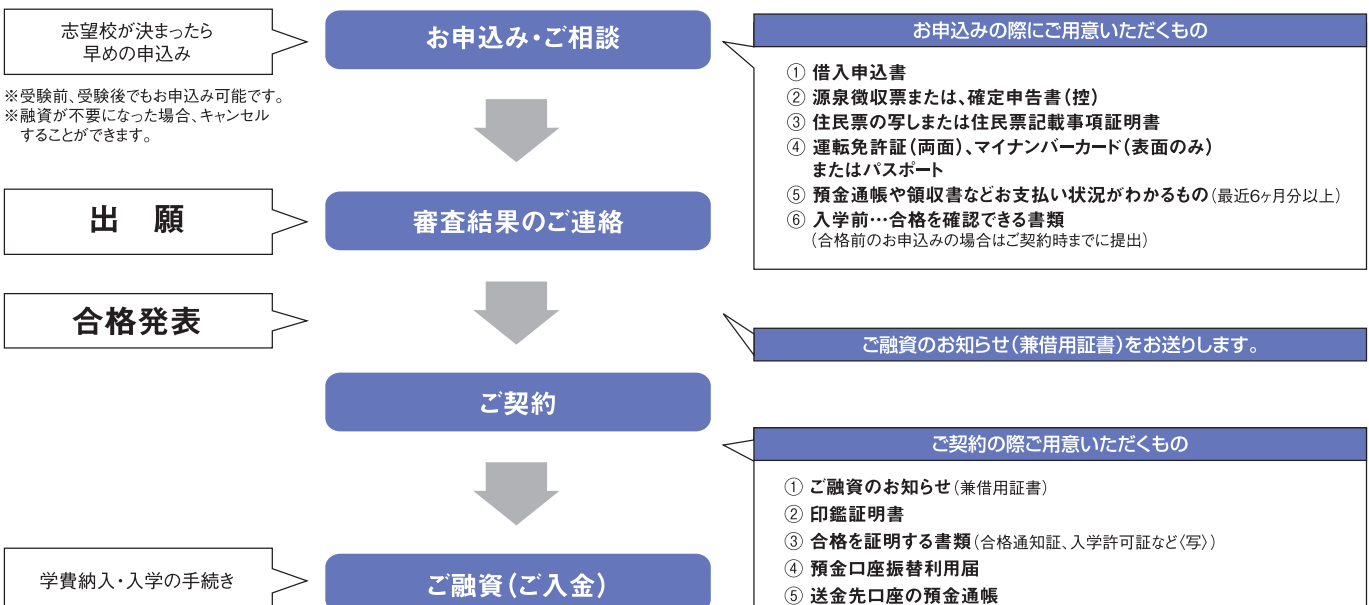 志望校が決まったら
早めの申込み
※受験前、受験後でもお申込み可能です。
※融資が不要になった場合、キャンセル
することができます。
お申込み・ご相談
お申込みの際にご用意いただくもの
① 借入申込書
② 源泉徴収票または、確定申告書（控）
③ 住民票の写しまたは住民票記載事項証明書
④ 運転免許証（両面）、マイナンバーカード（表面のみ）
またはパスポート
⑤ 預金通帳や領収書などお支払い状況がわかるもの（最近6ヶ月分以上）
⑥ 入学前…合格を確認できる書類
（合格前のお申込みの場合はご契約時までに提出）
出 願
審査結果のご連絡
合格発表
ご融資のお知らせ（兼借用証書）をお送りします。
ご契約
ご契約の際ご用意いただくもの
① ご融資のお知らせ（兼借用証書）
② 印鑑証明書
③ 合格を証明する書類（合格通知証、入学許可証など〈写〉）
④ 預金口座振替利用届
⑤ 送金先口座の預金通帳
学費納入・入学の手続き
ご融資（ご入金）